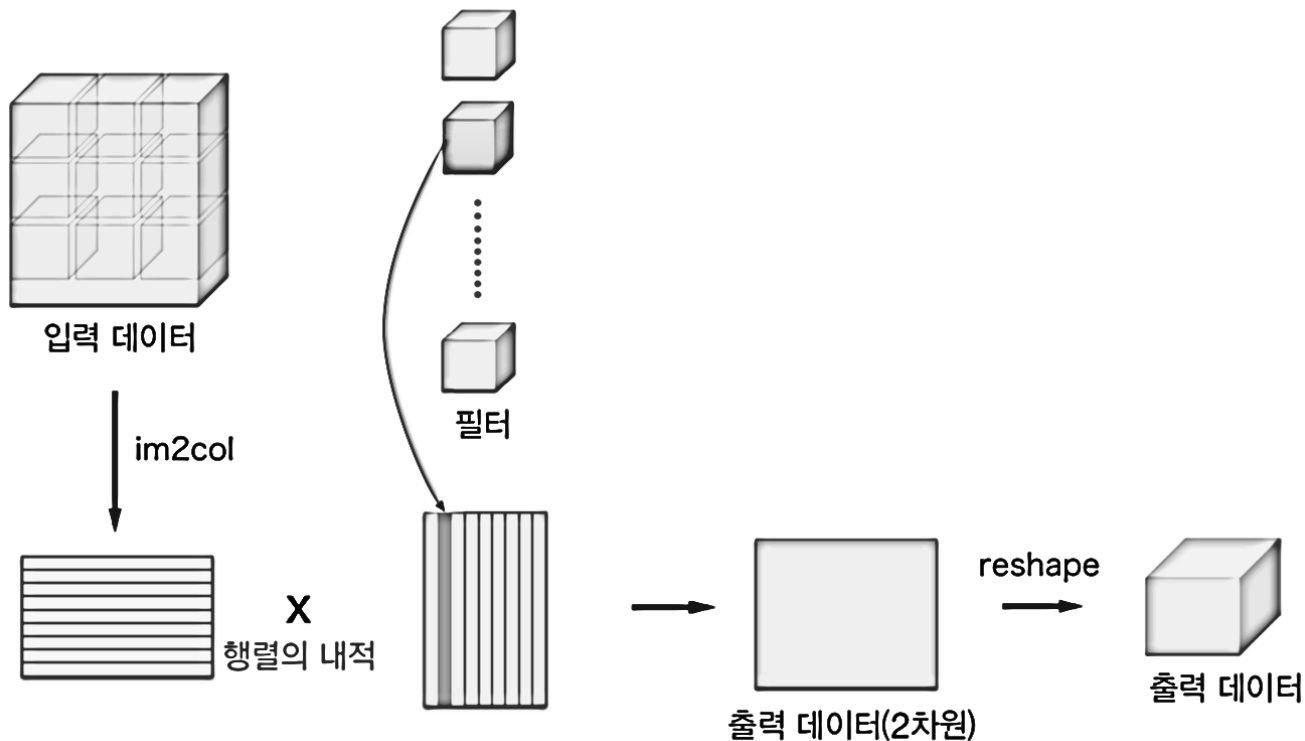 입력 데이터
필터
im2col
X
행렬의 내적
reshape
출력 데이터(2차원)
출력 데이터